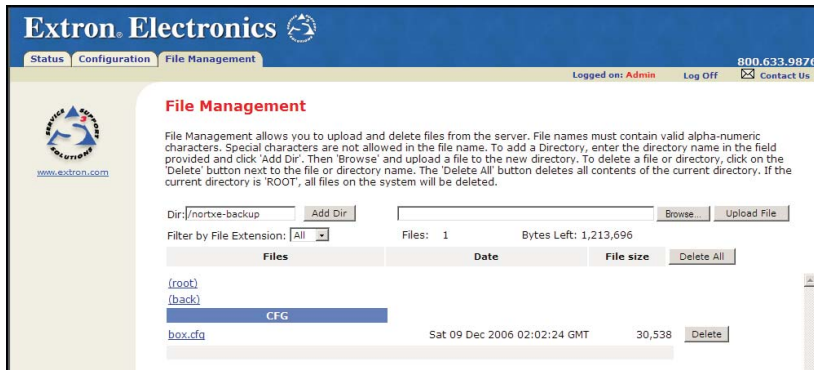 Extron® Electronics
Status Configuration File Management
800.633.9876
Logged on: Admin Log Off Contact Us
SERVICE SUPPORT SOLUTIONS
A S3
www.extron.com
File Management
File Management allows you to upload and delete files from the server. File names must contain valid alpha-numeric
characters. Special characters are not allowed in the file name. To add a Directory, enter the directory name in the field
provided and click 'Add Dir'. Then 'Browse' and upload a file to the new directory. To delete a file or directory, click on the
'Delete' button next to the file or directory name. The 'Delete All' button deletes all contents of the current directory. If the
current directory is 'ROOT', all files on the system will be deleted.
Dir: /nortxe-backup Add Dir Browse... Upload File
Filter by File Extension: All Files: 1 Bytes Left: 1,213,696
Files Date File size Delete All
(root)
(back)
CFG
box.cfg Sat 09 Dec 2006 02:02:24 GMT 30,538 Delete